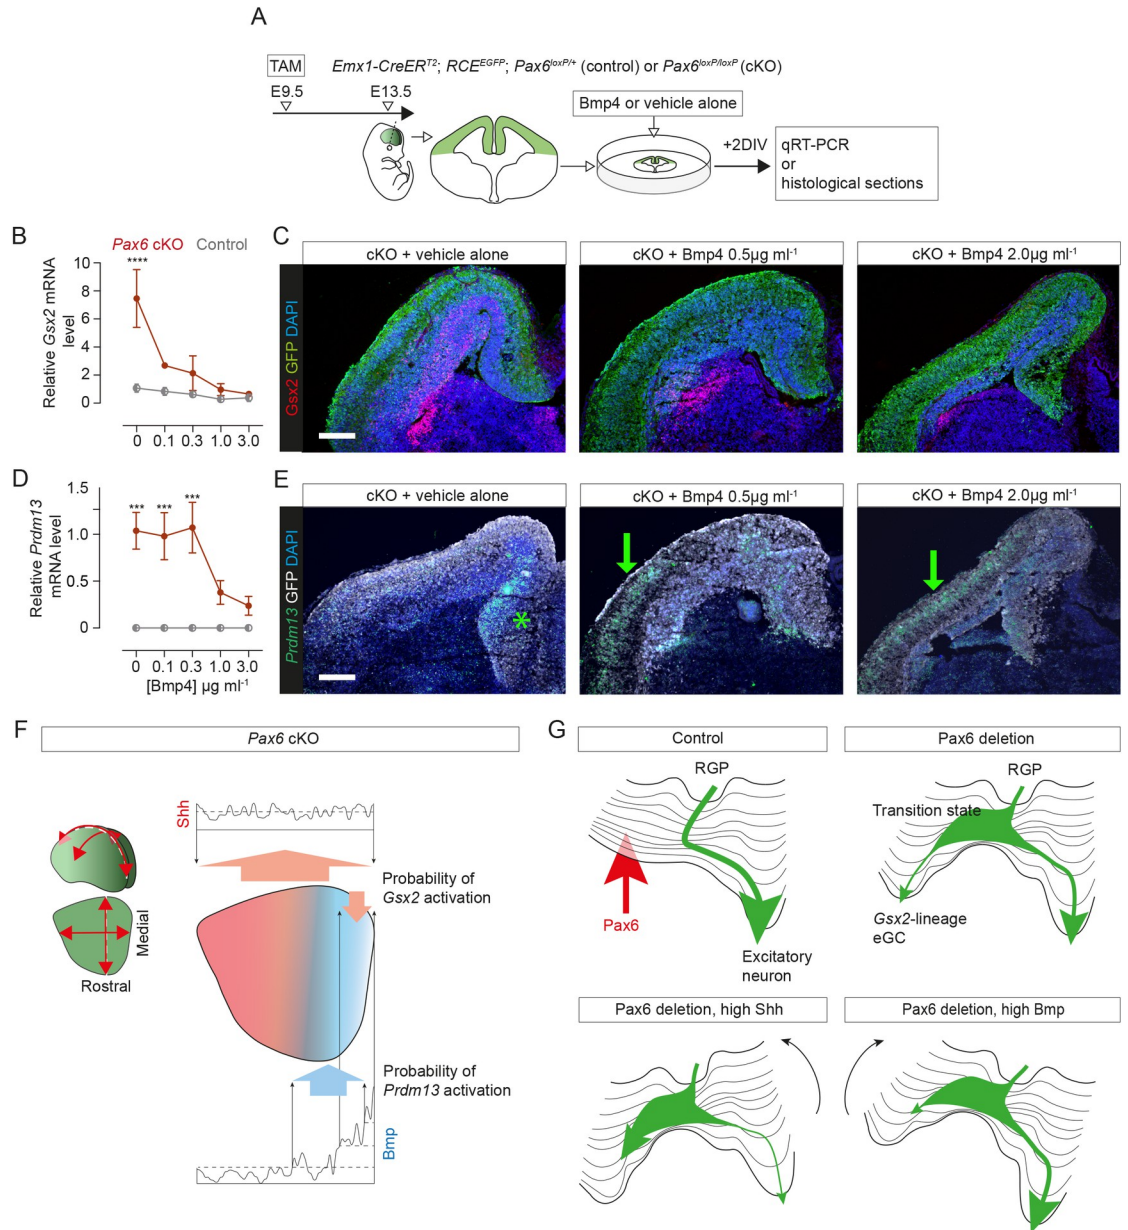 A
TAM
Emx1-CreERT2; RCEEGFP; Pax6loxP/+ (control) or Pax6loxP/loxP (cKO)
E9.5
E13.5
Bmp4 or vehicle alone
+2DIV
qRT-PCR
or
histological sections
B
Pax6 cKO
Control
Relative Gsx2 mRNA
level
10
8
6
4
2
0
****
0
0.1
0.3
1.0
3.0
C
cKO + vehicle alone
cKO + Bmp4 0.5µg ml-1
cKO + Bmp4 2.0µg ml-1
Gsx2 GFP DAPI
D
Relative Prdm13
mRNA level
1.5
1.0
0.5
0
***
***
***
0
0.1
0.3
1.0
3.0
[Bmp4] µg ml-1
E
cKO + vehicle alone
cKO + Bmp4 0.5µg ml-1
cKO + Bmp4 2.0µg ml-1
Prdm13 GFP DAPI
*
F
Pax6 cKO
Shh
Probability of
Gsx2 activation
Medial
Rostral
Probability of
Prdm13 activation
Bmp
G
Control
RGP
Pax6
Excitatory
neuron
Pax6 deletion
RGP
Transition state
Gsx2-lineage
eGC
Pax6 deletion, high Shh
Pax6 deletion, high Bmp